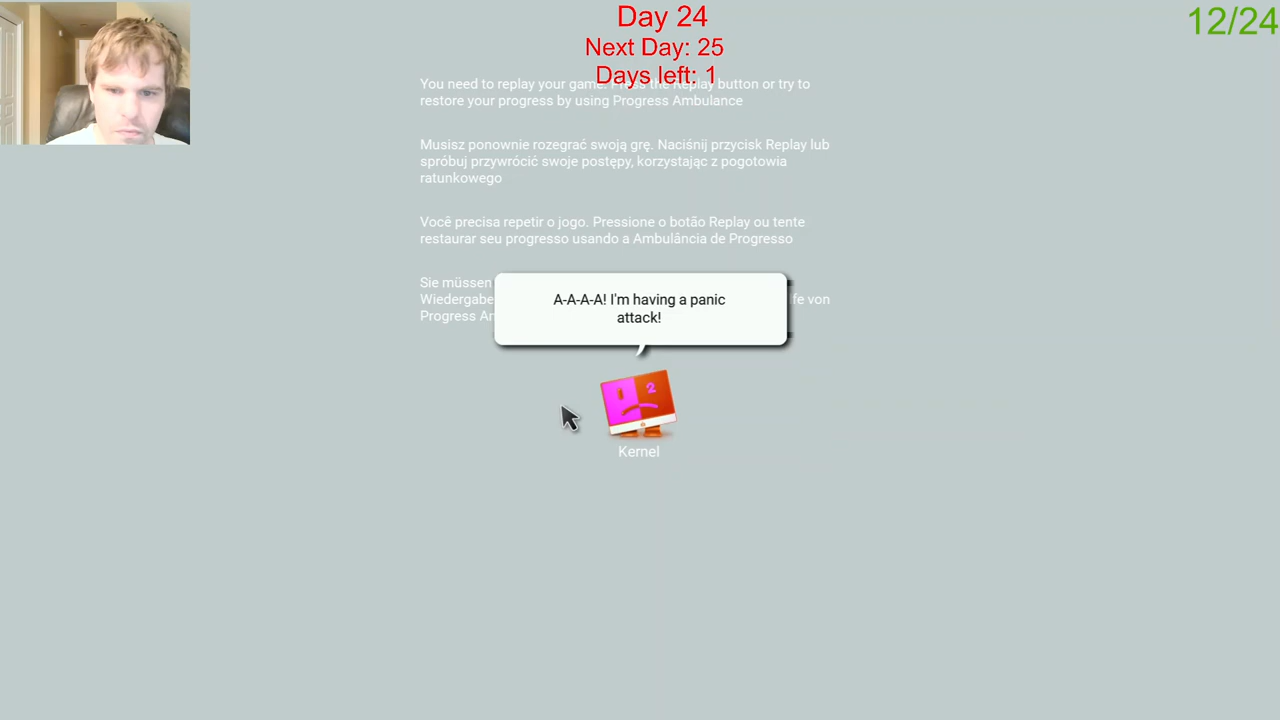 Day 24
Next Day: 25
Days left: 1
12/24
You need to replay your game. Press the Replay button or try to
restore your progress by using Progress Ambulance
Musisz ponownie rozegrać swoją grę. Naciśnij przycisk Replay lub
spróbuj przywrócić swoje postępy, korzystając z pogotowia
ratunkowego
Você precisa repetir o jogo. Pressione o botão Replay ou tente
restaurar seu progresso usando a Ambulância de Progresso
Sie müssen
Wiedergabe
von
Progress
A-A-A-A! I'm having a panic
attack!
1 2
Kernel